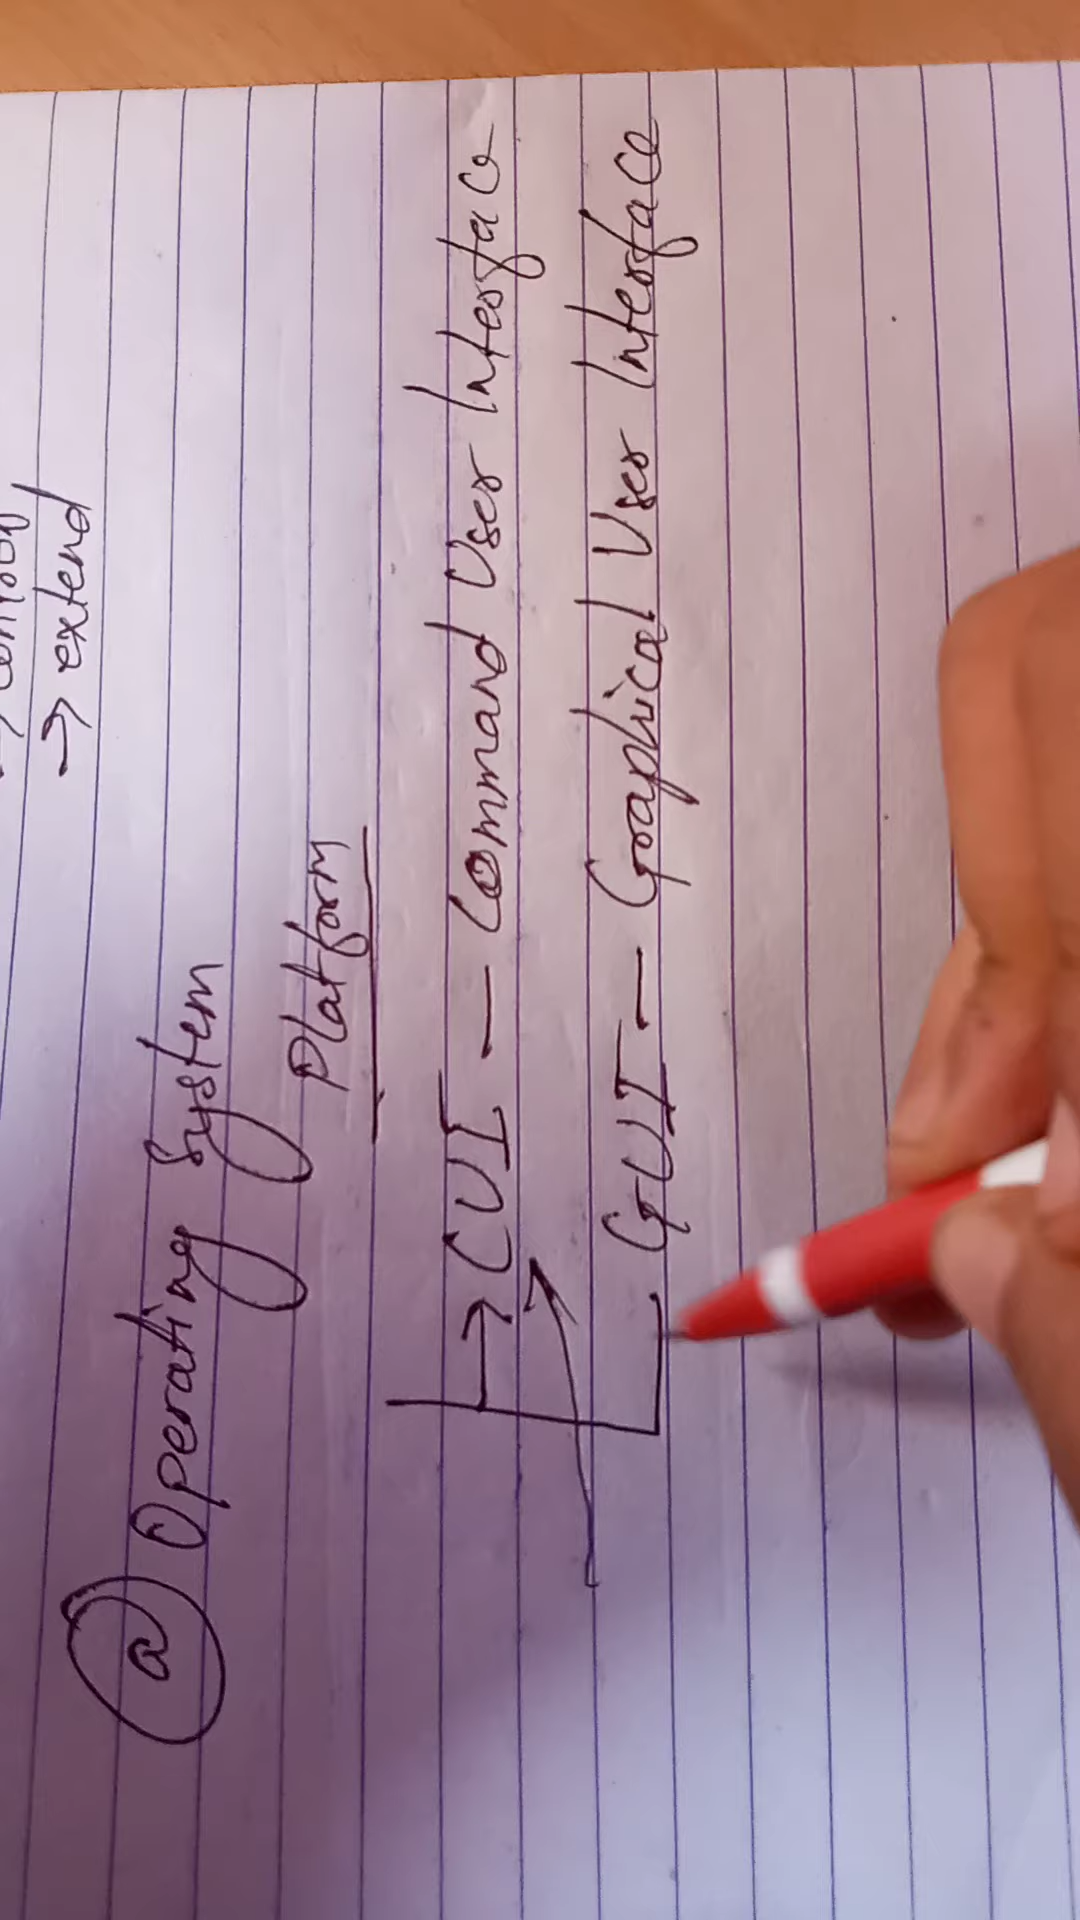 → extend
(a) Operating System
Platform
→ CUI - Command User Interface
GUI - Graphical User Interface